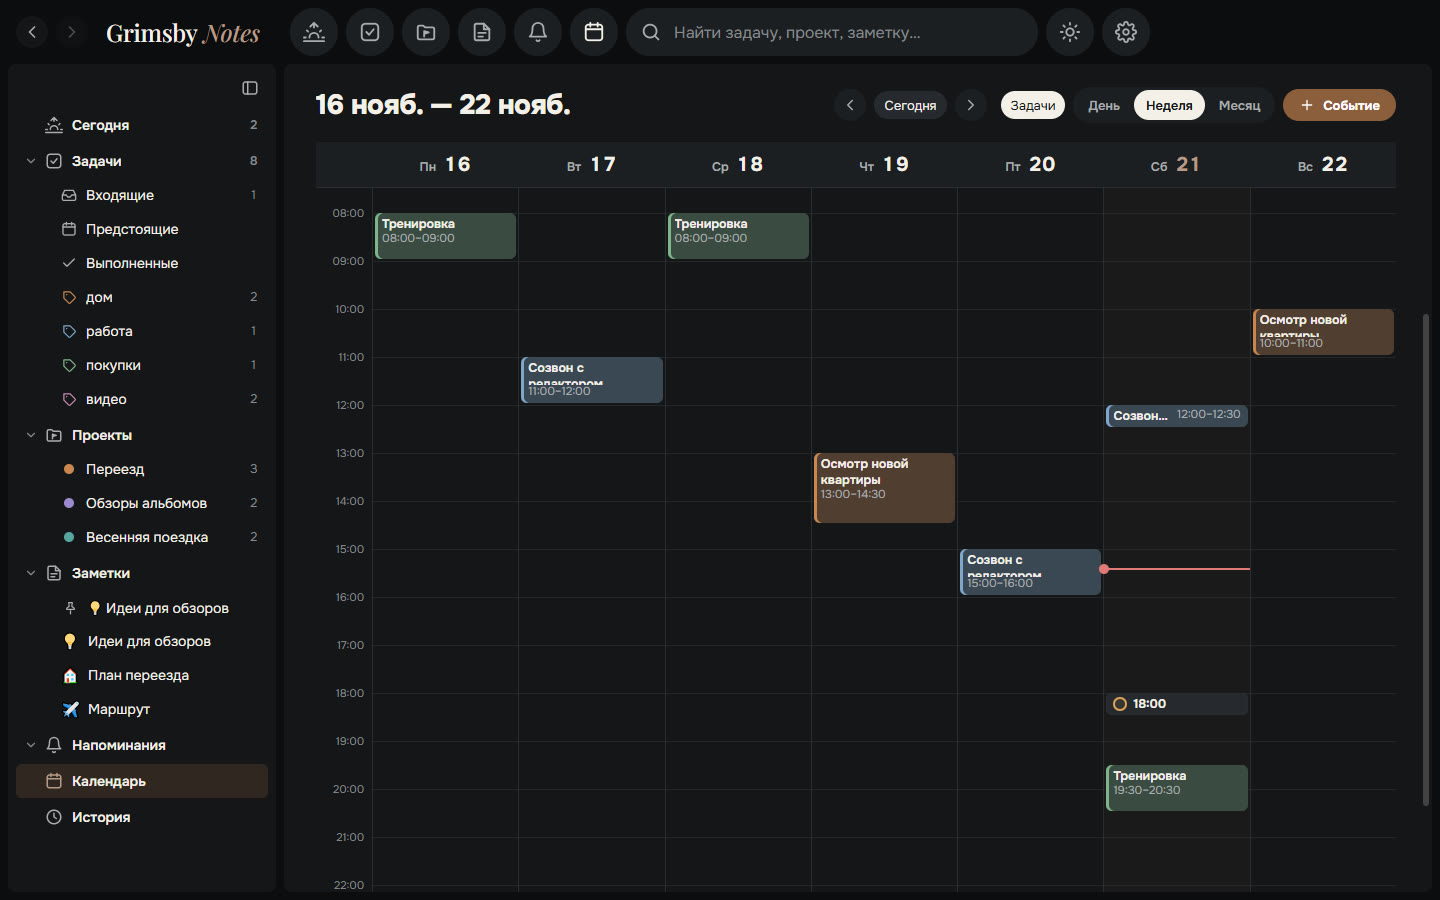 Grimsby Notes
Найти задачу, проект, заметку...
Сегодня 2
Задачи 8
Входящие 1
Предстоящие
Выполненные
дом 2
работа 1
покупки 1
видео 2
Проекты
Переезд 3
Обзоры альбомов 2
Весенняя поездка 2
Заметки
Идеи для обзоров
Идеи для обзоров
План переезда
Маршрут
Напоминания
Календарь
История
16 нояб. — 22 нояб.
Сегодня
Задачи
День Неделя Месяц
Событие
Пн 16 Вт 17 Ср 18 Чт 19 Пт 20 Сб 21 Вс 22
08:00
09:00
10:00
11:00
12:00
13:00
14:00
15:00
16:00
17:00
18:00
19:00
20:00
21:00
22:00
Тренировка
08:00–09:00
Созвон с
редактором
11:00–12:00
Тренировка
08:00–09:00
Осмотр новой
квартиры
13:00–14:30
Созвон с
редактором
15:00–16:00
Созвон... 12:00–12:30
18:00
Тренировка
19:30–20:30
Осмотр новой
квартиры
10:00–11:00